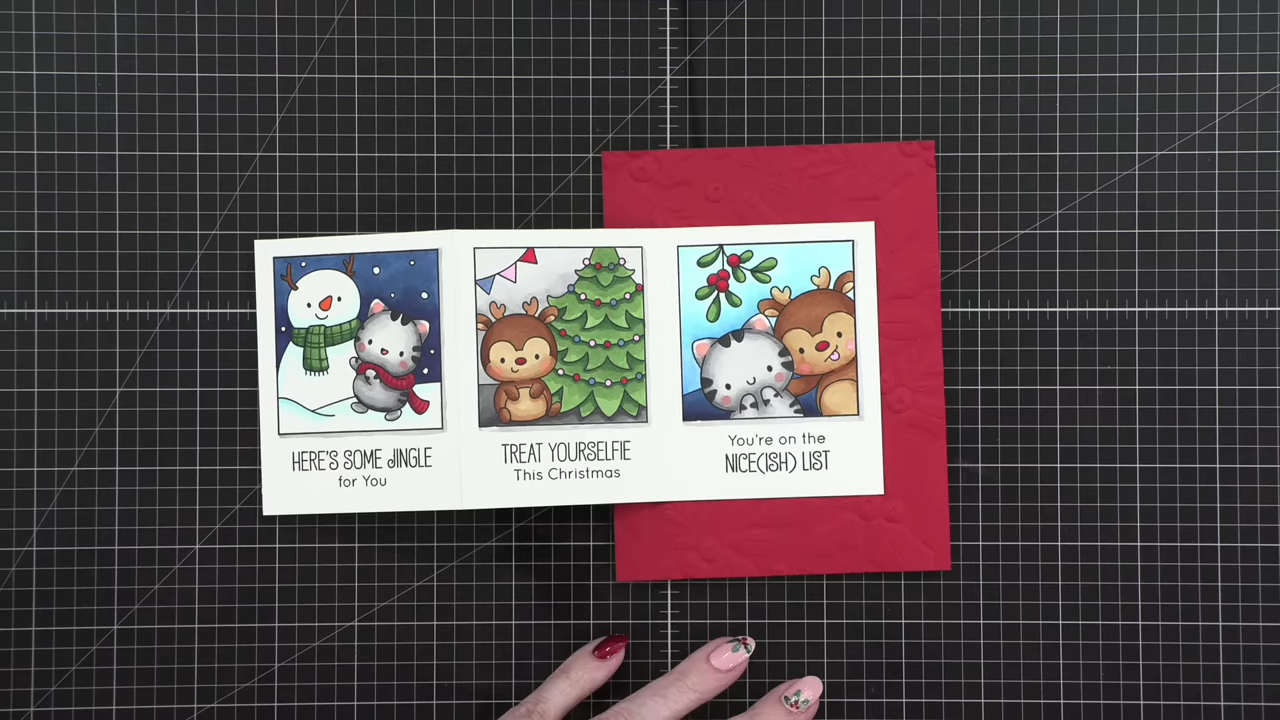 HERE'S SOME JINGLE
for You
TREAT YOURSELFIE
This Christmas
You're on the
NICE(ISH) LIST